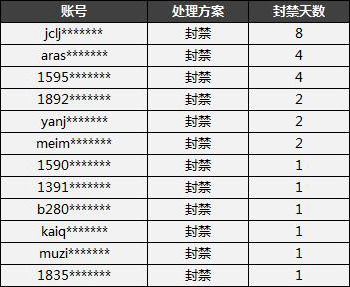 账号 处理方案 封禁天数
jclj******* 封禁 8
aras******* 封禁 4
1595******* 封禁 4
1892******* 封禁 2
yanj******* 封禁 2
meim******* 封禁 2
1590******* 封禁 1
1391******* 封禁 1
b280******* 封禁 1
kaiq******* 封禁 1
muzi******* 封禁 1
1835******* 封禁 1